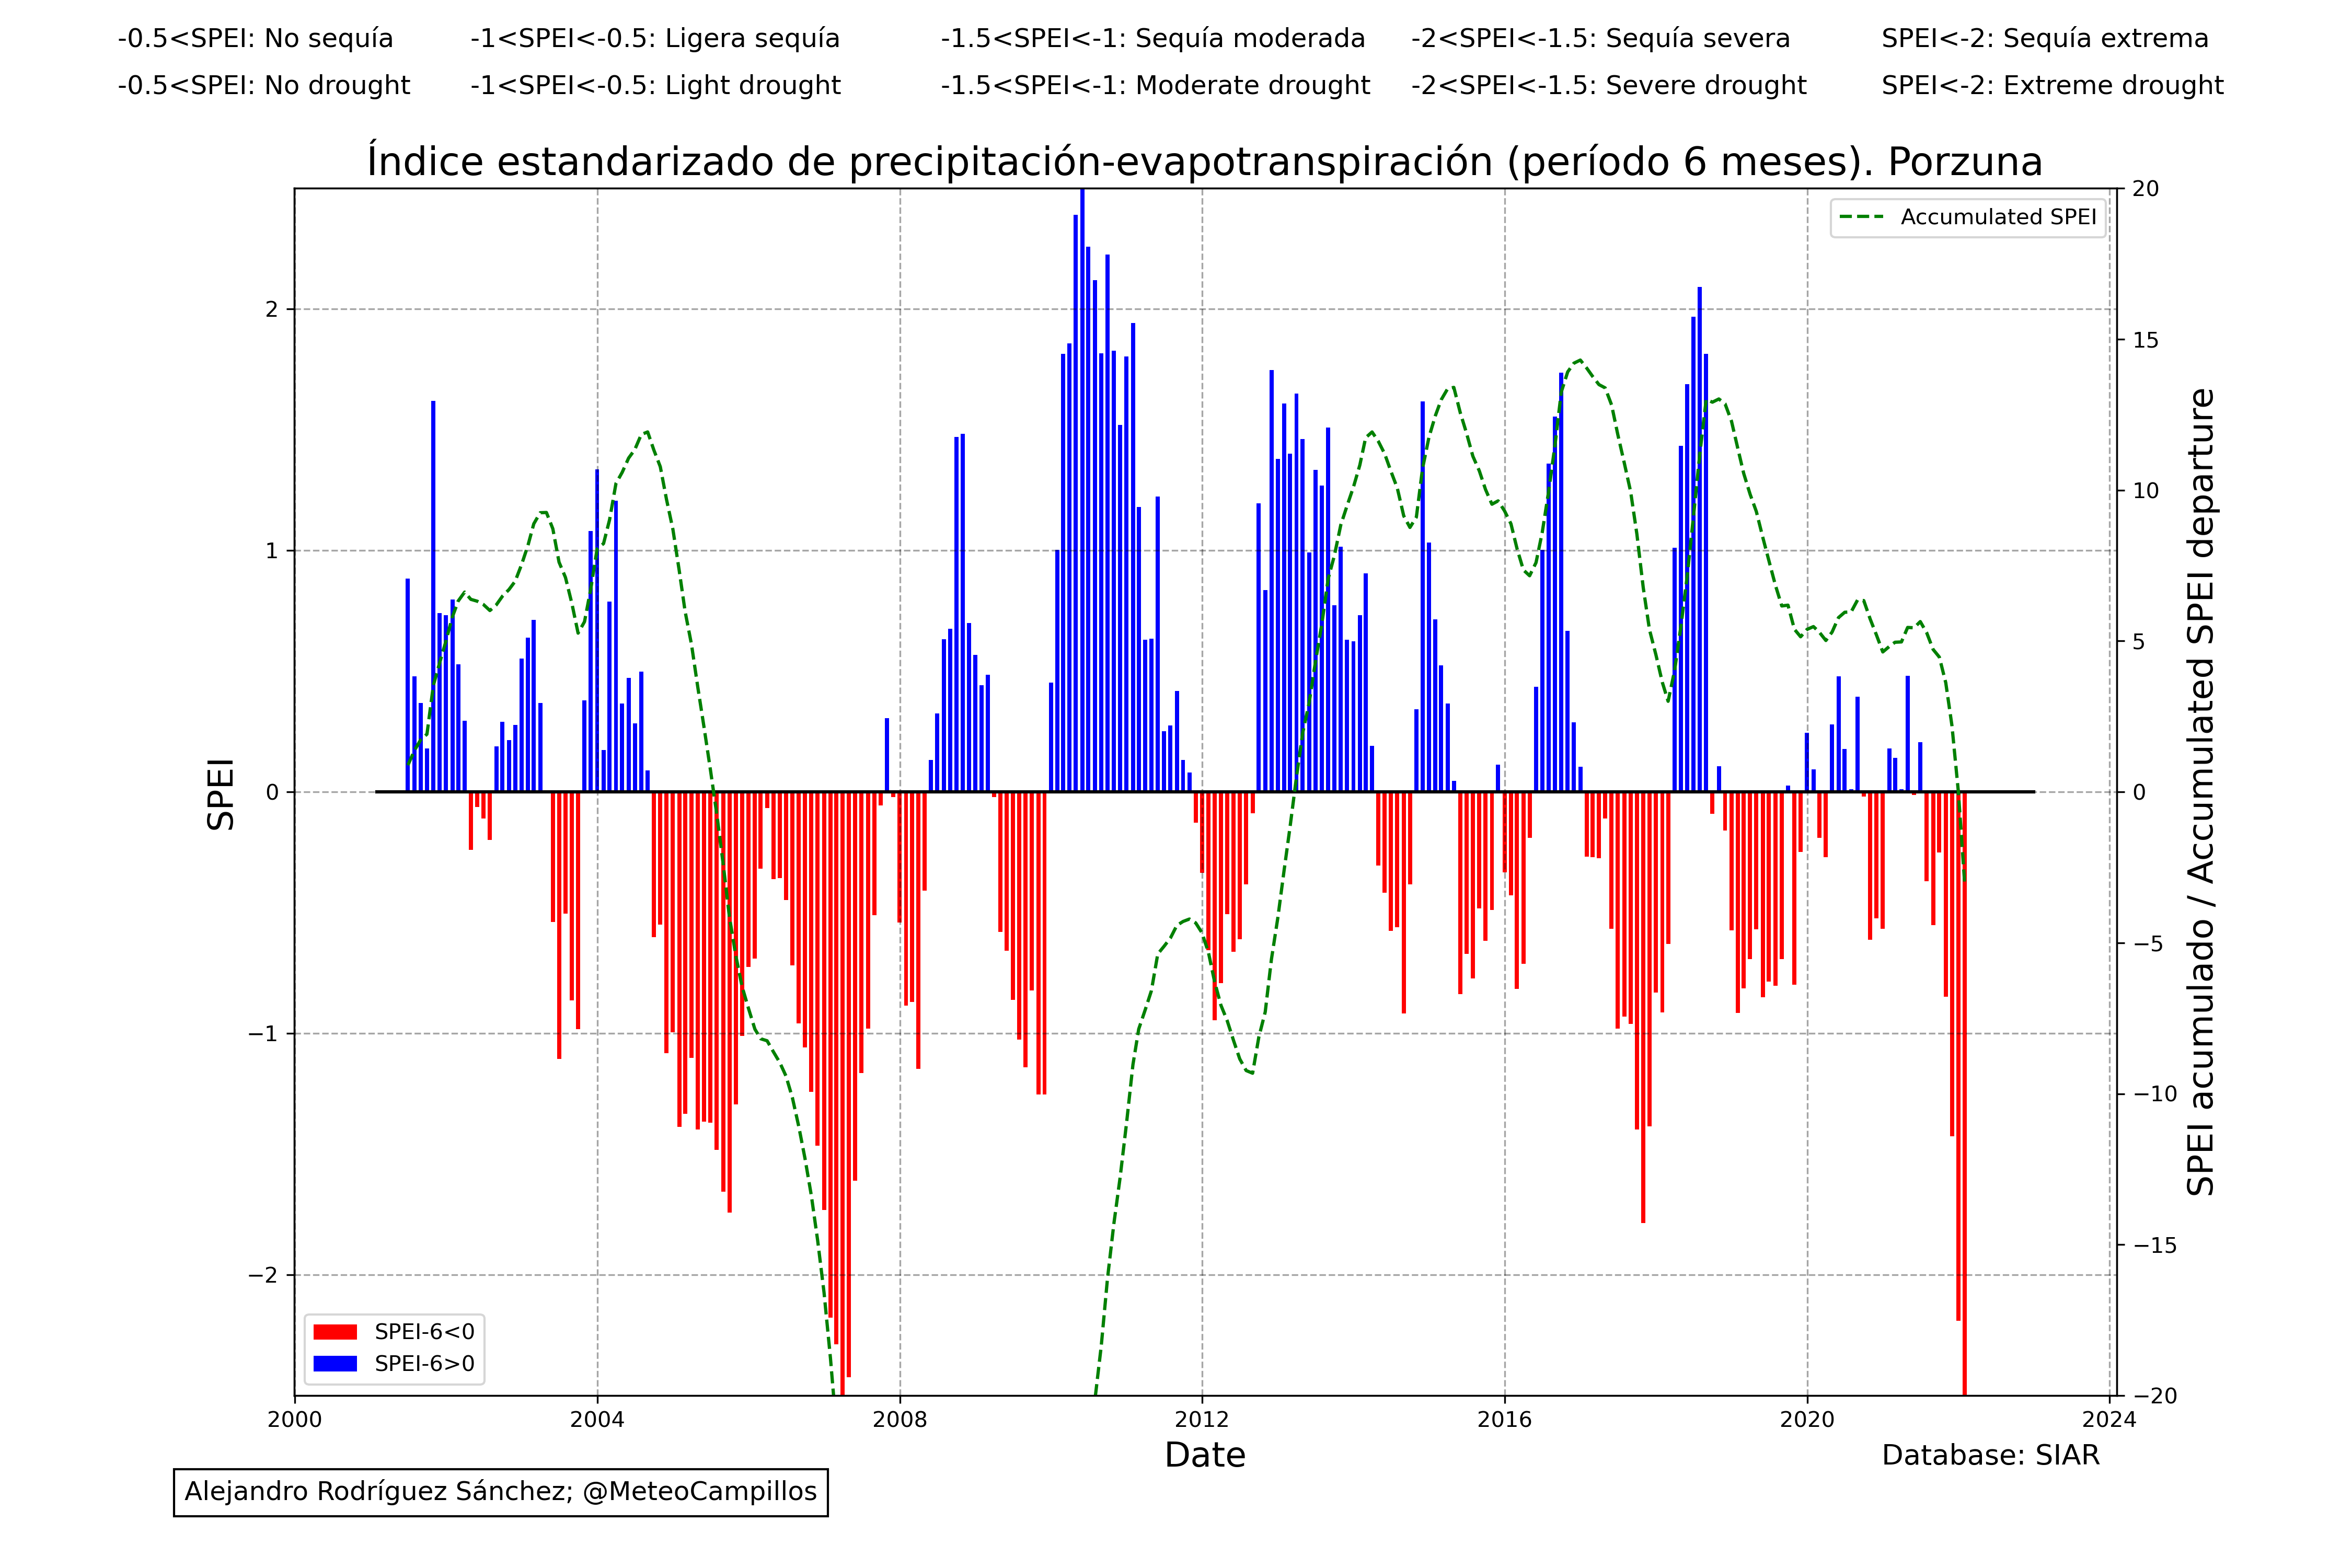 -0.5<SPEI: No sequía -1<SPEI<-0.5: Ligera sequía -1.5<SPEI<-1: Sequía moderada -2<SPEI<-1.5: Sequía severa SPEI<-2: Sequía extrema
-0.5<SPEI: No drought -1<SPEI<-0.5: Light drought -1.5<SPEI<-1: Moderate drought -2<SPEI<-1.5: Severe drought SPEI<-2: Extreme drought
Índice estandarizado de precipitación-evapotranspiración (período 6 meses). Porzuna
Accumulated SPEI
SPEI
2
1
0
−1
−2
20
15
10
5
0
−5
−10
−15
−20
SPEI acumulado / Accumulated SPEI departure
SPEI-6<0
SPEI-6>0
2000 2004 2008 2012 2016 2020 2024
Date
Database: SIAR
Alejandro Rodríguez Sánchez; @MeteoCampillos